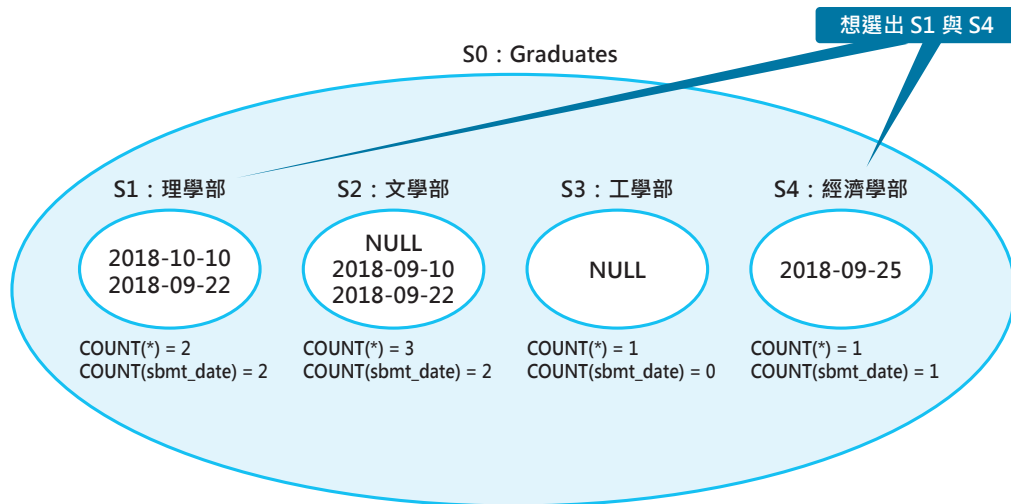 想選出 S1 與 S4
S0：Graduates
S1：理學部
S2：文學部
S3：工學部
S4：經濟學部
2018-10-10
2018-09-22
NULL
2018-09-10
2018-09-22
NULL
2018-09-25
COUNT(*) = 2
COUNT(sbmt_date) = 2
COUNT(*) = 3
COUNT(sbmt_date) = 2
COUNT(*) = 1
COUNT(sbmt_date) = 0
COUNT(*) = 1
COUNT(sbmt_date) = 1